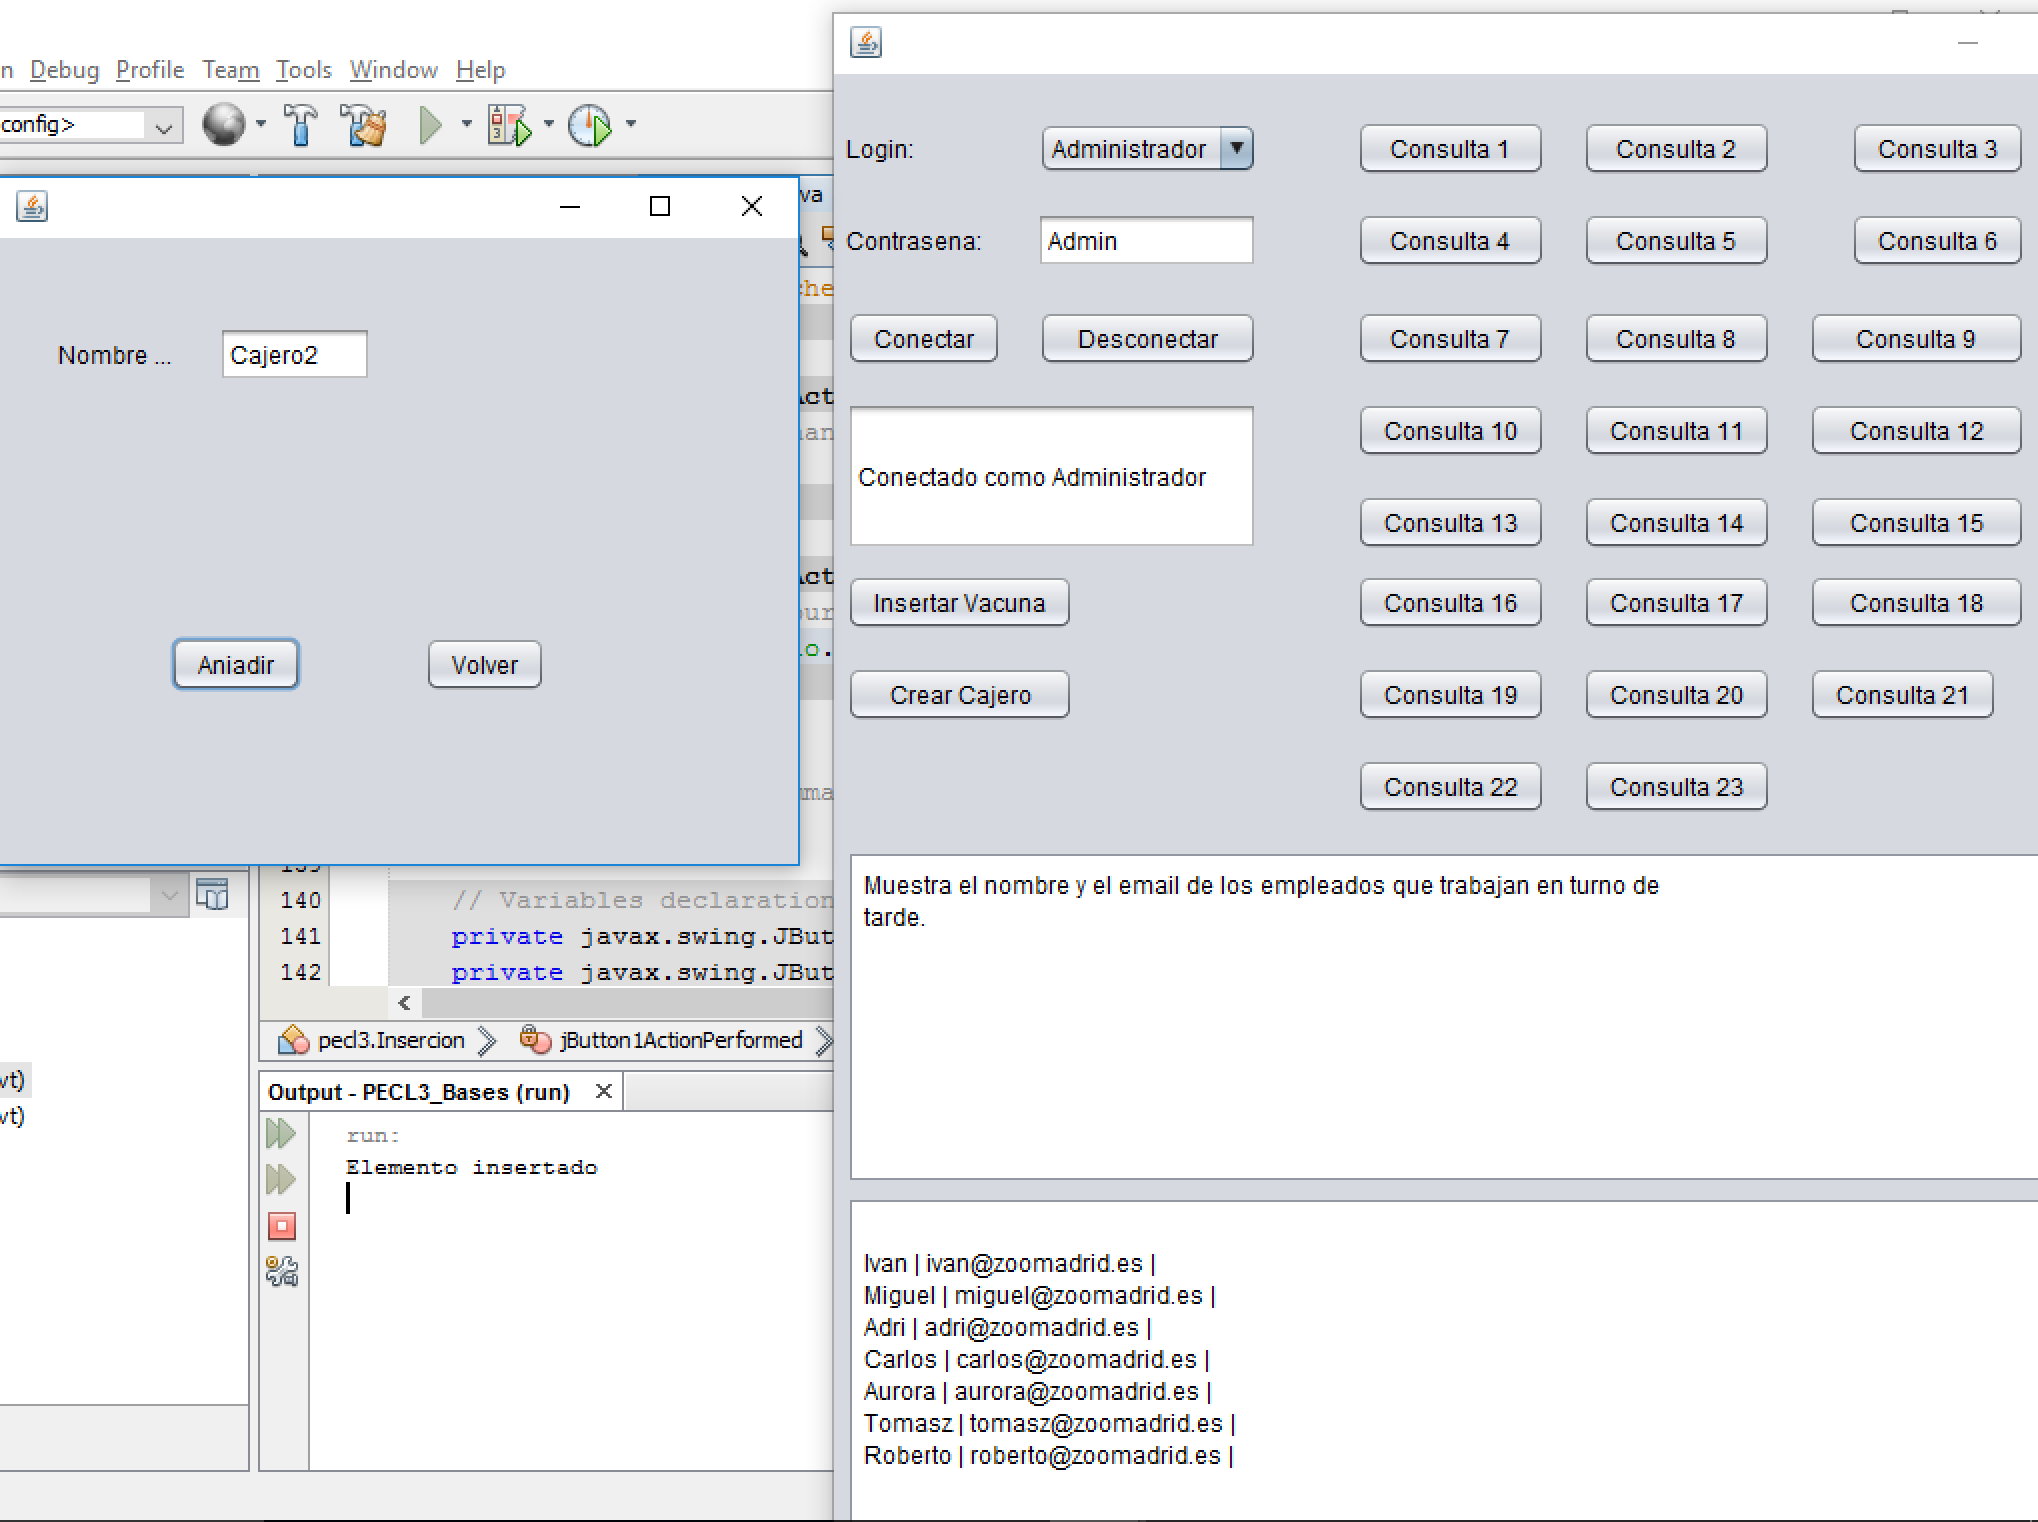 Debug Profile Team Tools Window Help
config>
Nombre ...
Cajero2
Aniadir
Volver
140 // Variables declaration
141 private javax.swing.JBut
142 private javax.swing.JBut
pecl3.Insercion
jButton1ActionPerformed
vt)
vt)
Output - PECL3_Bases (run)
run:
Elemento insertado
Login:
Administrador
Consulta 1
Consulta 2
Consulta 3
Contrasena:
Admin
Consulta 4
Consulta 5
Consulta 6
Conectar
Desconectar
Consulta 7
Consulta 8
Consulta 9
Conectado como Administrador
Consulta 10
Consulta 11
Consulta 12
Consulta 13
Consulta 14
Consulta 15
Insertar Vacuna
Consulta 16
Consulta 17
Consulta 18
Crear Cajero
Consulta 19
Consulta 20
Consulta 21
Consulta 22
Consulta 23
Muestra el nombre y el email de los empleados que trabajan en turno de
tarde.
Ivan | ivan@zoomadrid.es |
Miguel | miguel@zoomadrid.es |
Adri | adri@zoomadrid.es |
Carlos | carlos@zoomadrid.es |
Aurora | aurora@zoomadrid.es |
Tomasz | tomasz@zoomadrid.es |
Roberto | roberto@zoomadrid.es |